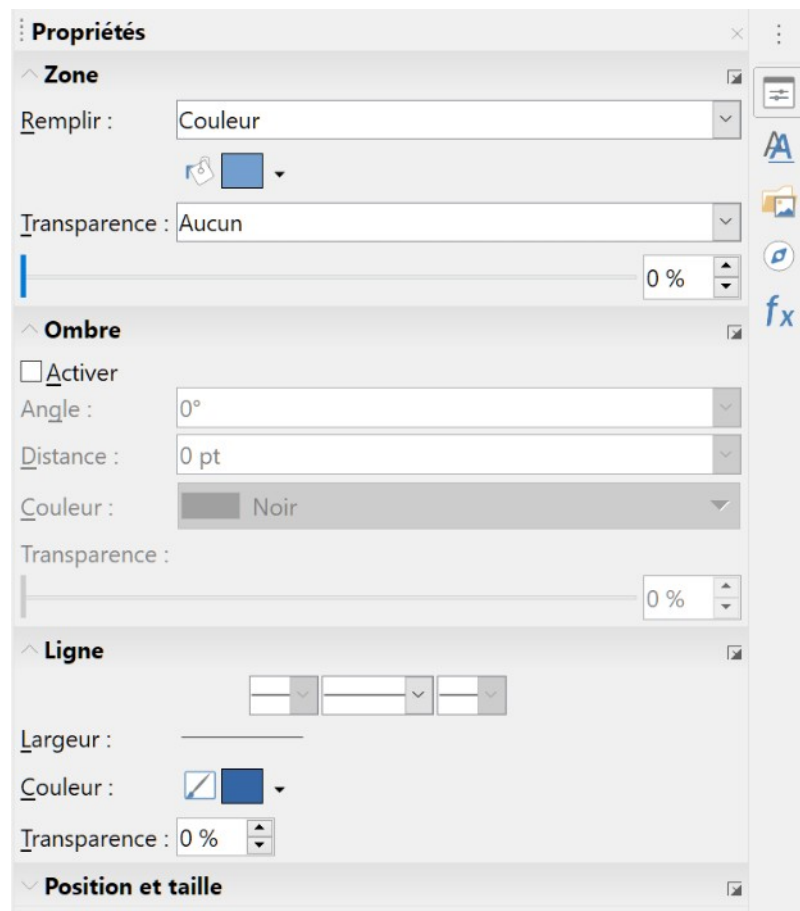 Propriétés
Zone
Remplir : Couleur
Transparence : Aucun
0 %
Ombre
Activer
Angle : 0°
Distance : 0 pt
Couleur : Noir
Transparence :
0 %
Ligne
Largeur :
Couleur :
Transparence : 0 %
Position et taille